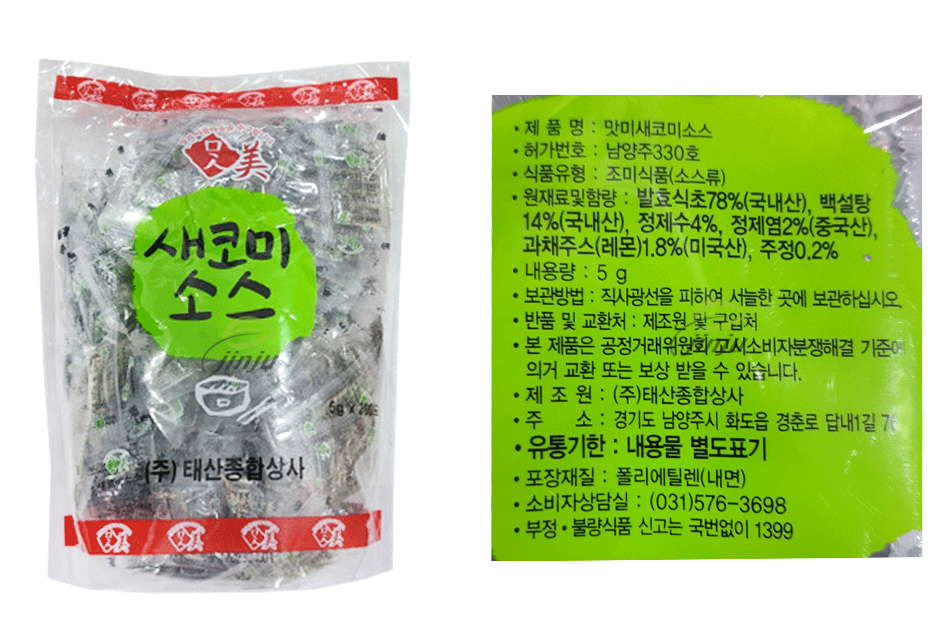 美
새코미
소스
jinju
5g x 200
(주) 태산종합상사
• 제 품 명 : 맛미새코미소스
• 허가번호 : 남양주330호
• 식품유형 : 조미식품(소스류)
• 원재료및함량 : 발효식초78%(국내산), 백설탕
14%(국내산), 정제수4%, 정제염2%(중국산),
과채주스(레몬)1.8%(미국산), 주정0.2%
• 내용량 : 5 g
• 보관방법 : 직사광선을 피하여 서늘한 곳에 보관하십시오.
• 반품 및 교환처 : 제조원 및 구입처
• 본 제품은 공정거래위원회 고시소비자분쟁해결 기준에
의거 교환 또는 보상 받을 수 있습니다.
• 제 조 원 : (주)태산종합상사
• 주 소 : 경기도 남양주시 화도읍 경춘로 답내1길
• 유통기한 : 내용물 별도표기
• 포장재질 : 폴리에틸렌(내면)
• 소비자상담실 : (031)576-3698
• 부정•불량식품 신고는 국번없이 1399